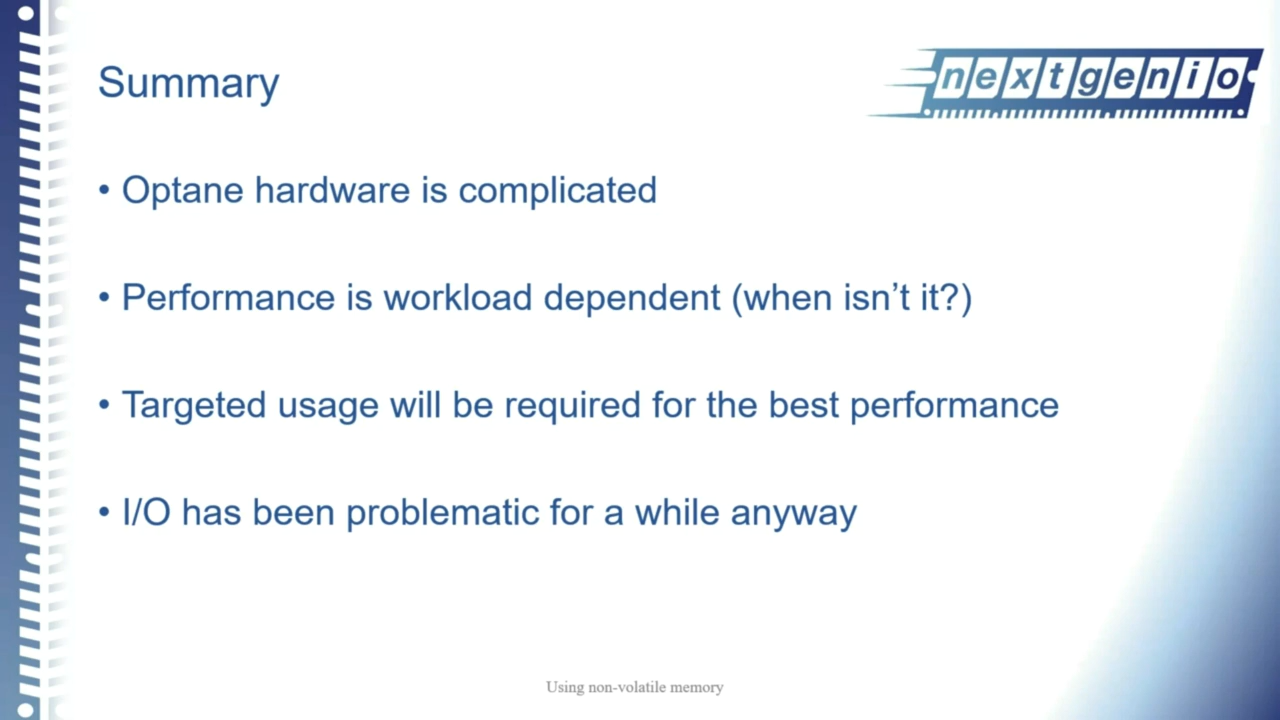 Summary
nextgenio
• Optane hardware is complicated
• Performance is workload dependent (when isn’t it?)
• Targeted usage will be required for the best performance
• I/O has been problematic for a while anyway
Using non-volatile memory